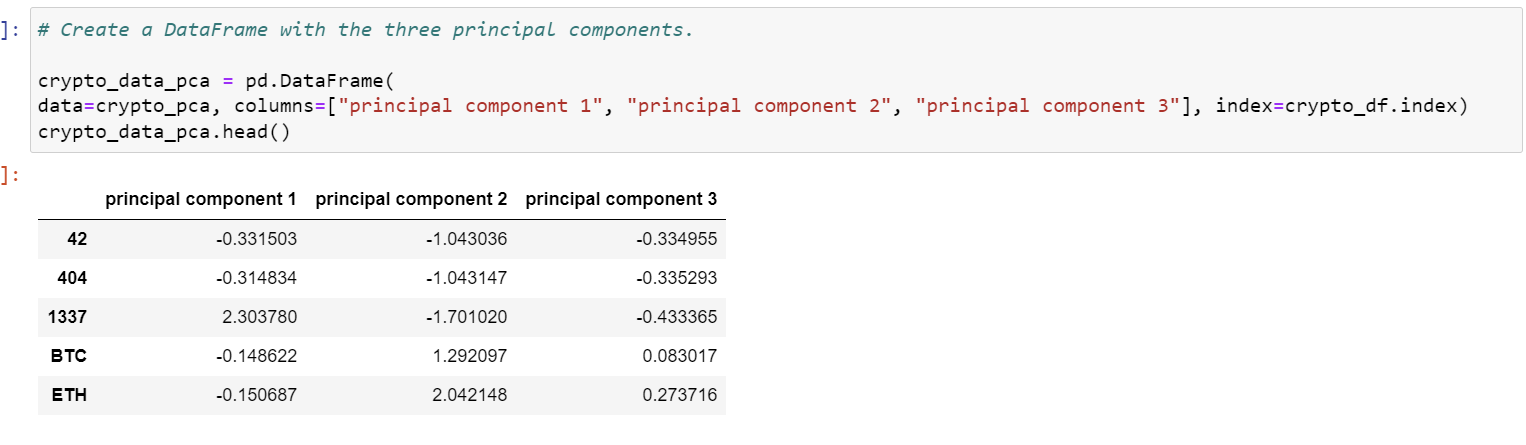 ]: # Create a DataFrame with the three principal components.
crypto_data_pca = pd.DataFrame(
data=crypto_pca, columns=["principal component 1", "principal component 2", "principal component 3"], index=crypto_df.index)
crypto_data_pca.head()
]:
principal component 1 principal component 2 principal component 3
42 -0.331503 -1.043036 -0.334955
404 -0.314834 -1.043147 -0.335293
1337 2.303780 -1.701020 -0.433365
BTC -0.148622 1.292097 0.083017
ETH -0.150687 2.042148 0.273716